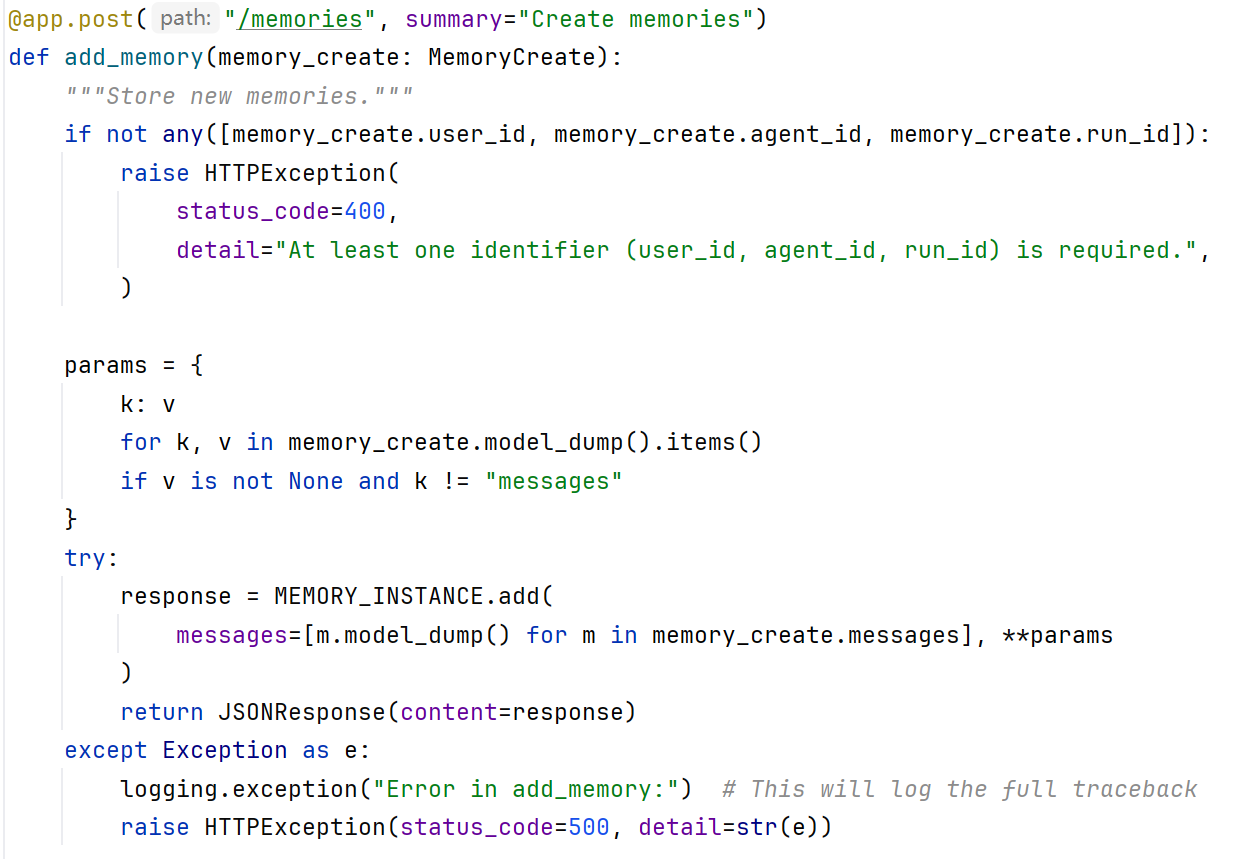 @app.post( path: "/memories", summary="Create memories")
def add_memory(memory_create: MemoryCreate):
    """Store new memories."""
    if not any([memory_create.user_id, memory_create.agent_id, memory_create.run_id]):
        raise HTTPException(
            status_code=400,
            detail="At least one identifier (user_id, agent_id, run_id) is required.",
        )

    params = {
        k: v
        for k, v in memory_create.model_dump().items()
        if v is not None and k != "messages"
    }
    try:
        response = MEMORY_INSTANCE.add(
            messages=[m.model_dump() for m in memory_create.messages], **params
        )
        return JSONResponse(content=response)
    except Exception as e:
        logging.exception("Error in add_memory:")  # This will log the full traceback
        raise HTTPException(status_code=500, detail=str(e))